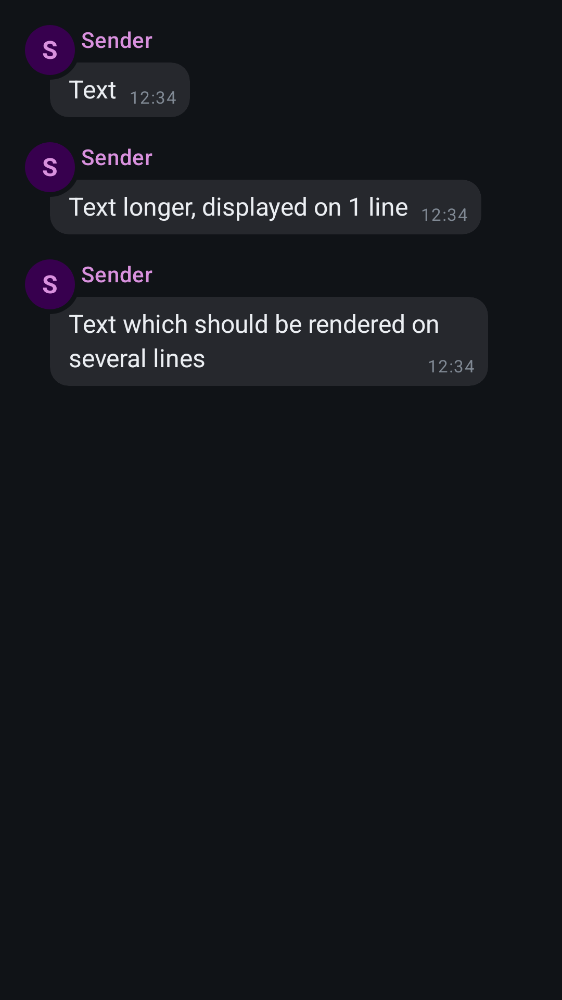 S Sender
Text 12:34
S Sender
Text longer, displayed on 1 line 12:34
S Sender
Text which should be rendered on
several lines 12:34